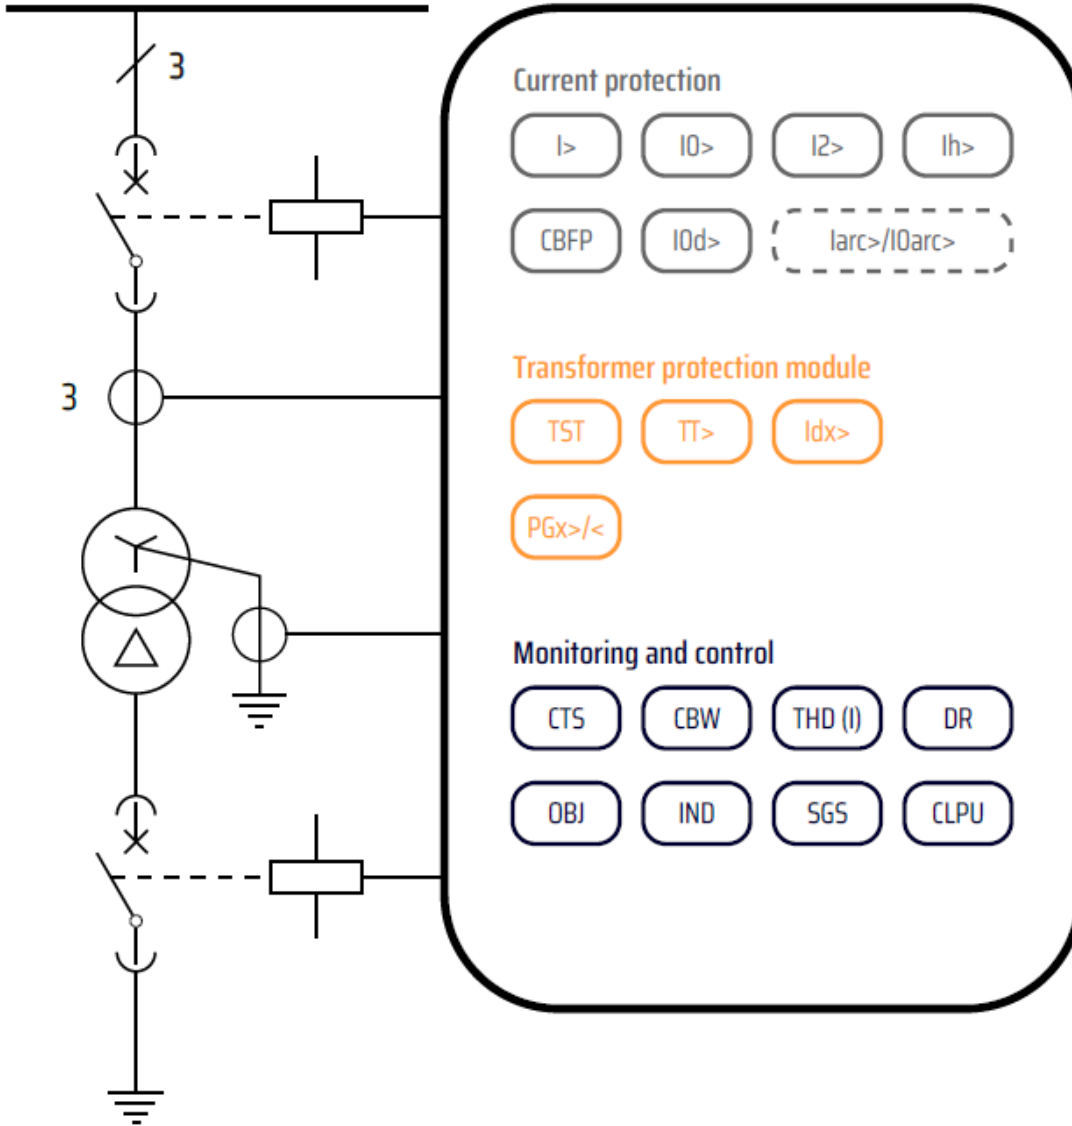 3
Current protection
I> I0> I2> Ih>
CBFP I0d> Iarc>/I0arc>
Transformer protection module
3
TST TT> Idx>
PGx>/<
Monitoring and control
CTS CBW THD (I) DR
OBJ IND SGS CLPU